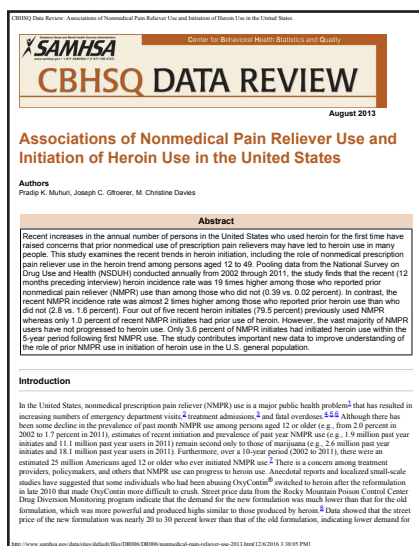 CBHSQ Data Review: Associations of Nonmedical Pain Reliever Use and Initiation of Heroin Use in the United States
SAMHSA
Center for Behavioral Health Statistics and Quality
CBHSQ DATA REVIEW
August 2013
Associations of Nonmedical Pain Reliever Use and
Initiation of Heroin Use in the United States
Authors
Pradip K. Muhuri, Joseph C. Gfroerer, M. Christine Davies
Abstract
Recent increases in the annual number of persons in the United States who used heroin for the first time have
raised concerns that prior nonmedical use of prescription pain relievers may have led to heroin use in many
people. This study examines the recent trends in heroin initiation, including the role of nonmedical prescription
pain reliever use in the heroin trend among persons aged 12 to 49. Pooling data from the National Survey on
Drug Use and Health (NSDUH) conducted annually from 2002 through 2011, the study finds that the recent (12
months preceding interview) heroin incidence rate was 19 times higher among those who reported prior
nonmedical pain reliever (NMPR) use than among those who did not (0.39 vs. 0.02 percent). In contrast, the
recent NMPR incidence rate was almost 2 times higher among those who reported prior heroin use than who
did not (2.8 vs. 1.6 percent). Four out of five recent heroin initiates (79.5 percent) previously used NMPR
whereas only 1.0 percent of recent NMPR initiates had prior use of heroin. However, the vast majority of NMPR
users have not progressed to heroin use. Only 3.6 percent of NMPR initiates had initiated heroin use within the
5-year period following first NMPR use. The study contributes important new data to improve understanding of
the role of prior NMPR use in initiation of heroin use in the U.S. general population.
Introduction
In the United States, nonmedical prescription pain reliever (NMPR) use is a major public health problem1 that has resulted in
increasing numbers of emergency department visits,2 treatment admissions,3 and fatal overdoses.4,5,6 Although there has
been some decline in the prevalence of past month NMPR use among persons aged 12 or older (e.g., from 2.0 percent in
2002 to 1.7 percent in 2011), estimates of recent initiation and prevalence of past year NMPR use (e.g., 1.9 million past year
initiates and 11.1 million past year users in 2011) remain second only to those of marijuana (e.g., 2.6 million past year
initiates and 18.1 million past year users in 2011). Furthermore, over a 10-year period (2002 to 2011), there were an
estimated 25 million Americans aged 12 or older who ever initiated NMPR use.7 There is a concern among treatment
providers, policymakers, and others that NMPR use can progress to heroin use. Anecdotal reports and localized small-scale
studies have suggested that some individuals who had been abusing OxyContin® switched to heroin after the reformulation
in late 2010 that made OxyContin more difficult to crush. Street price data from the Rocky Mountain Poison Control Center
Drug Diversion Monitoring program indicate that the demand for the new formulation was much lower than that for the old
formulation, which was more powerful and produced highs similar to those produced by heroin.8 Data showed that the street
price of the new formulation was nearly 20 to 30 percent lower than that of the old formulation, indicating lower demand for
http://www.samhsa.gov/data/sites/default/files/DR006/DR006/nonmedical-pain-reliever-use-2013.html[12/6/2016 3:38:05 PM]